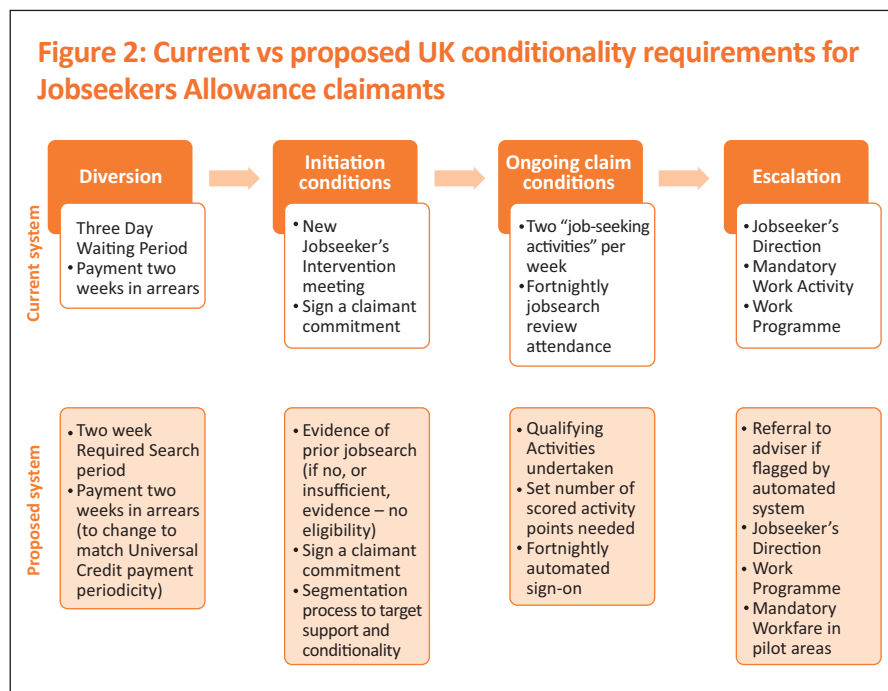 Figure 2: Current vs proposed UK conditionality requirements for
Jobseekers Allowance claimants
Diversion
Initiation
conditions
Ongoing claim
conditions
Escalation
Current system
Three Day
Waiting Period
• Payment two
weeks in arrears
• New
Jobseeker's
Intervention
meeting
• Sign a claimant
commitment
• Two “job-seeking
activities” per
week
• Fortnightly
jobsearch
review
attendance
• Jobseeker's
Direction
• Mandatory
Work Activity
• Work
Programme
Proposed system
• Two week
Required Search
period
• Payment two
weeks in arrears
(to change to
match Universal
Credit payment
periodicity)
• Evidence of
prior jobsearch
(if no, or
insufficient,
evidence – no
eligibility)
• Sign a claimant
commitment
• Segmentation
process to target
support and
conditionality
• Qualifying
Activities
undertaken
• Set number of
scored activity
points needed
• Fortnightly
automated
sign-on
• Referral to
adviser if
flagged by
automated
system
• Jobseeker's
Direction
• Work
Programme
• Mandatory
Workfare in
pilot areas